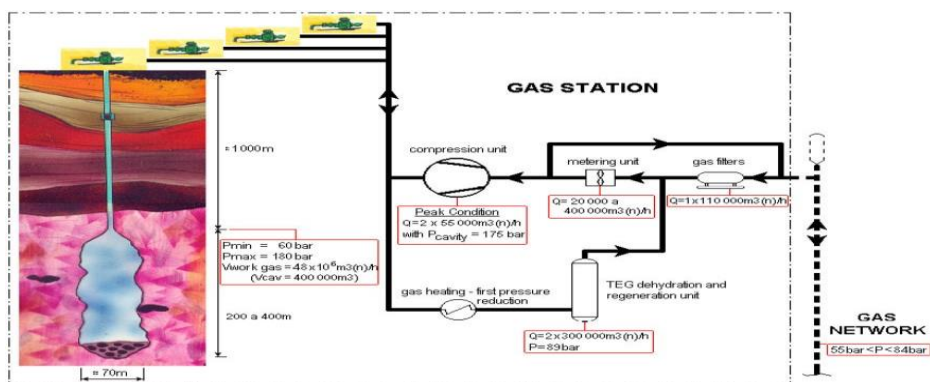 GAS STATION
≈ 1000m
compression unit
metering unit
gas filters
Peak Condition
Q=2 x 55 000m3(n)/h
with Pcavity = 175 bar
Q= 20 000 a
400 000m3(n)/h
Q=1x110 000m3(n)/h
Pmin = 60 bar
Pmax = 180 bar
Vwork gas =48x10⁶m3(n)/h
(Vcav = 400 000m3)
gas heating - first pressure
reduction
TEG dehydration and
regeneration unit
200 a 400m
Q=2x300 000m3(n)/h
P=89bar
GAS
NETWORK
55bar <P<84bar
≈ 70m